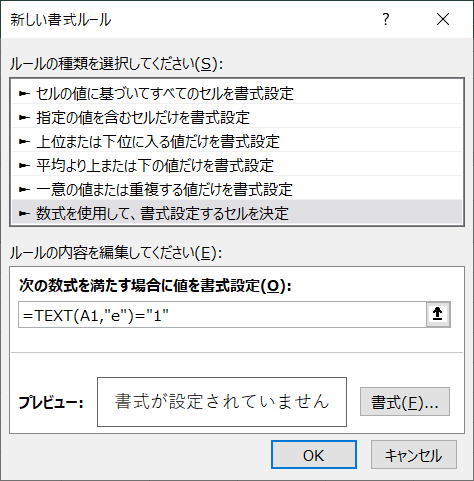 新しい書式ルール
? ×
ルールの種類を選択してください(S):
► セルの値に基づいてすべてのセルを書式設定
► 指定の値を含むセルだけを書式設定
► 上位または下位に入る値だけを書式設定
► 平均より上または下の値だけを書式設定
► 一意の値または重複する値だけを書式設定
► 数式を使用して、書式設定するセルを決定
ルールの内容を編集してください(E):
次の数式を満たす場合に値を書式設定(O):
=TEXT(A1,"e")="1"
プレビュー: 書式が設定されていません 書式(F)...
OK キャンセル